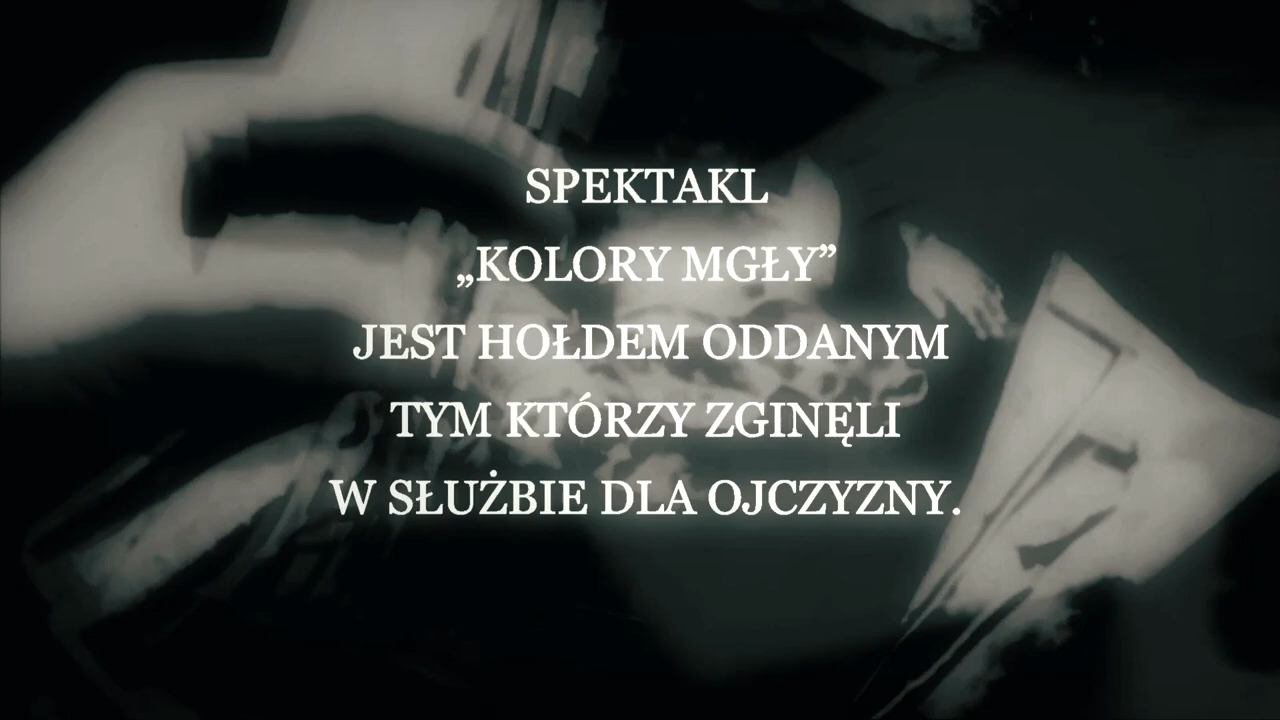 SPEKTAKL
„KOLORY MGŁY”
JEST HOŁDEM ODDANYM
TYM KTÓRZY ZGINĘLI
W SŁUŻBIE DLA OJCZYZNY.